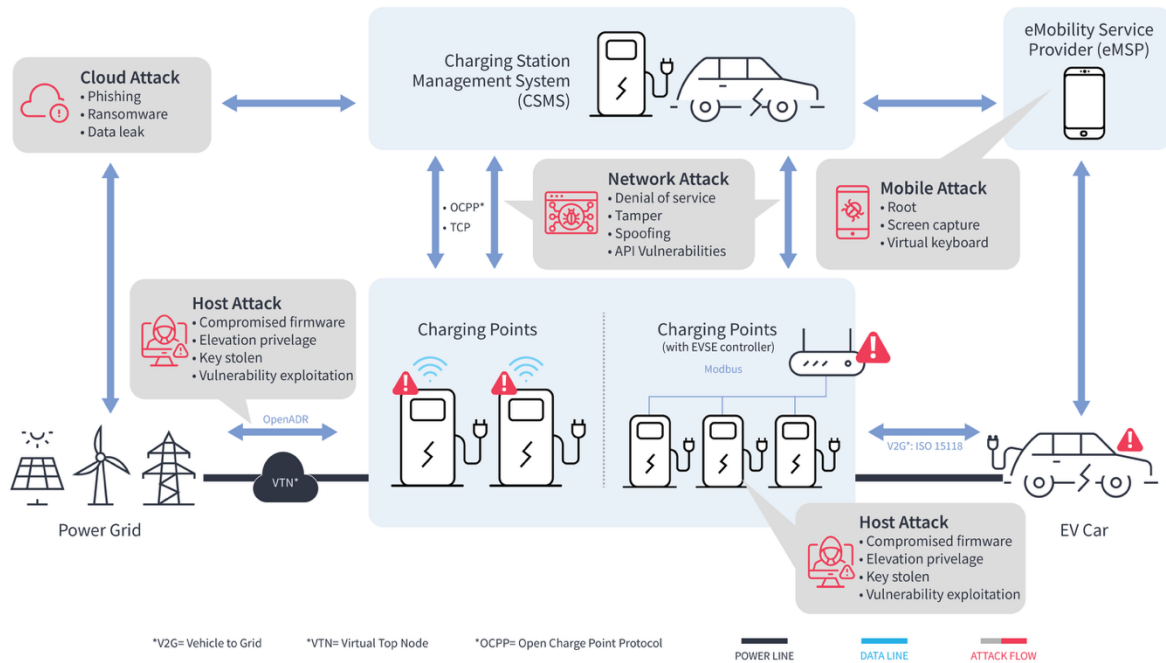 Cloud Attack
• Phishing
• Ransomware
• Data leak
Charging Station
Management System
(CSMS)
eMobility Service
Provider (eMSP)
• OCPP*
• TCP
Network Attack
• Denial of service
• Tamper
• Spoofing
• API Vulnerabilities
Mobile Attack
• Root
• Screen capture
• Virtual keyboard
Host Attack
• Compromised firmware
• Elevation privelage
• Key stolen
• Vulnerability exploitation
OpenADR
VTN*
Power Grid
Charging Points
Charging Points
(with EVSE controller)
Modbus
V2G*: ISO 15118
EV Car
Host Attack
• Compromised firmware
• Elevation privelage
• Key stolen
• Vulnerability exploitation
*V2G= Vehicle to Grid
*VTN= Virtual Top Node
*OCPP= Open Charge Point Protocol
POWER LINE
DATA LINE
ATTACK FLOW